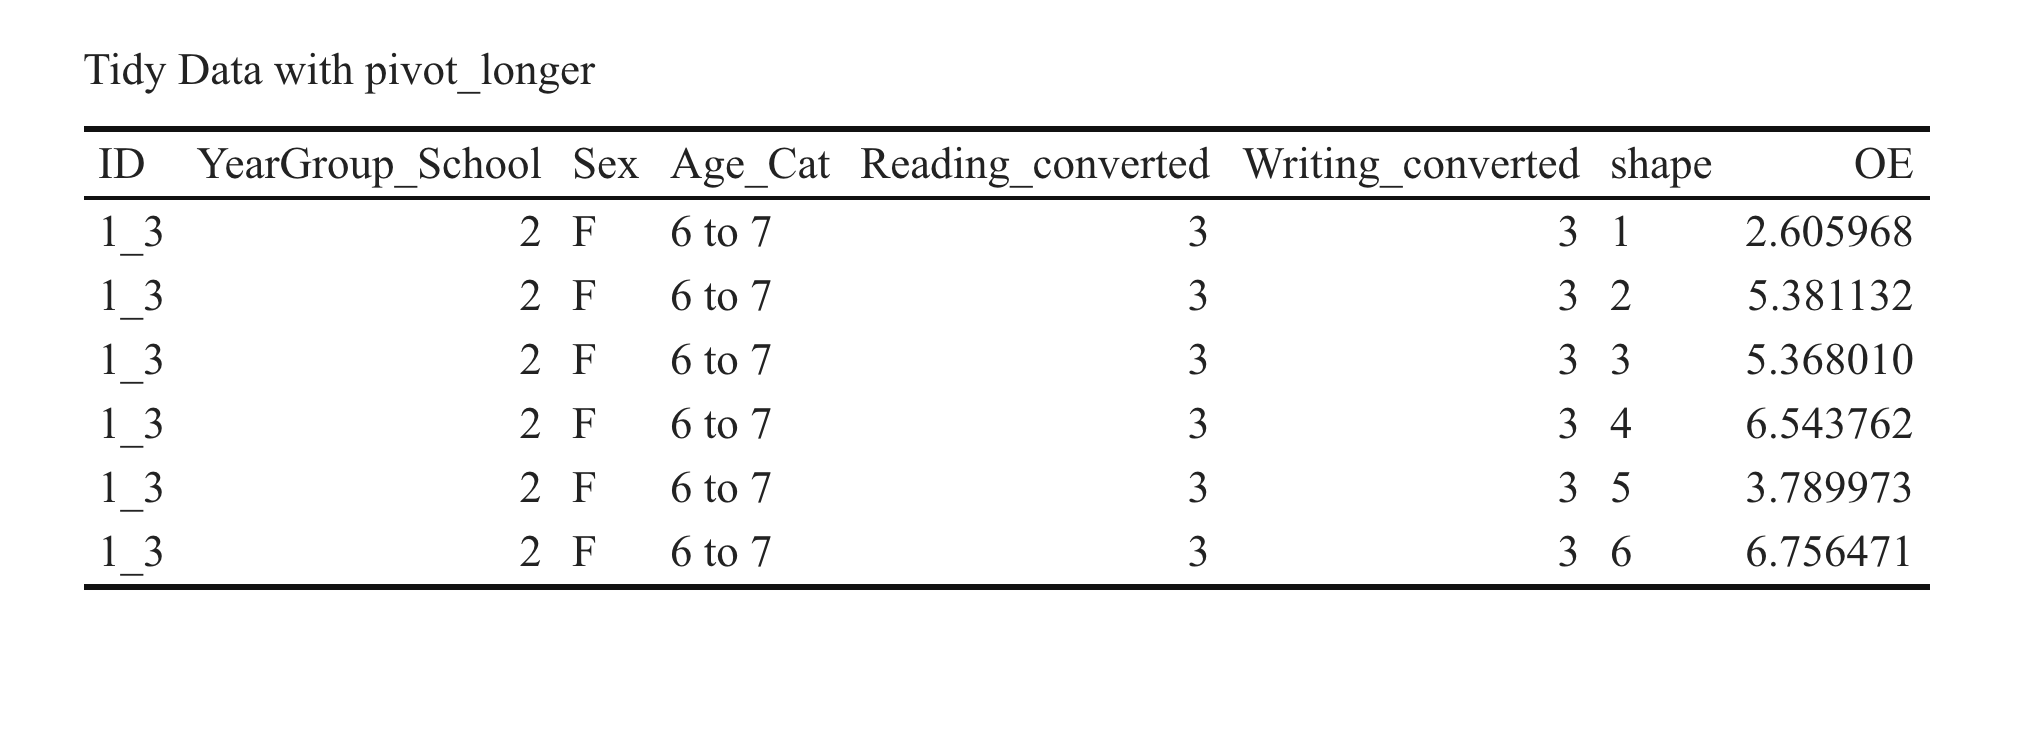 Tidy Data with pivot_longer
ID YearGroup_School Sex Age_Cat Reading_converted Writing_converted shape OE
1_3 2 F 6 to 7 3 3 1 2.605968
1_3 2 F 6 to 7 3 3 2 5.381132
1_3 2 F 6 to 7 3 3 3 5.368010
1_3 2 F 6 to 7 3 3 4 6.543762
1_3 2 F 6 to 7 3 3 5 3.789973
1_3 2 F 6 to 7 3 3 6 6.756471